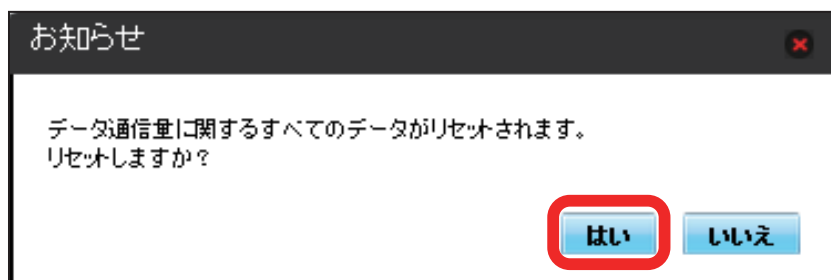 お知らせ
データ通信量に関するすべてのデータがリセットされます。
リセットしますか？
はい いいえ